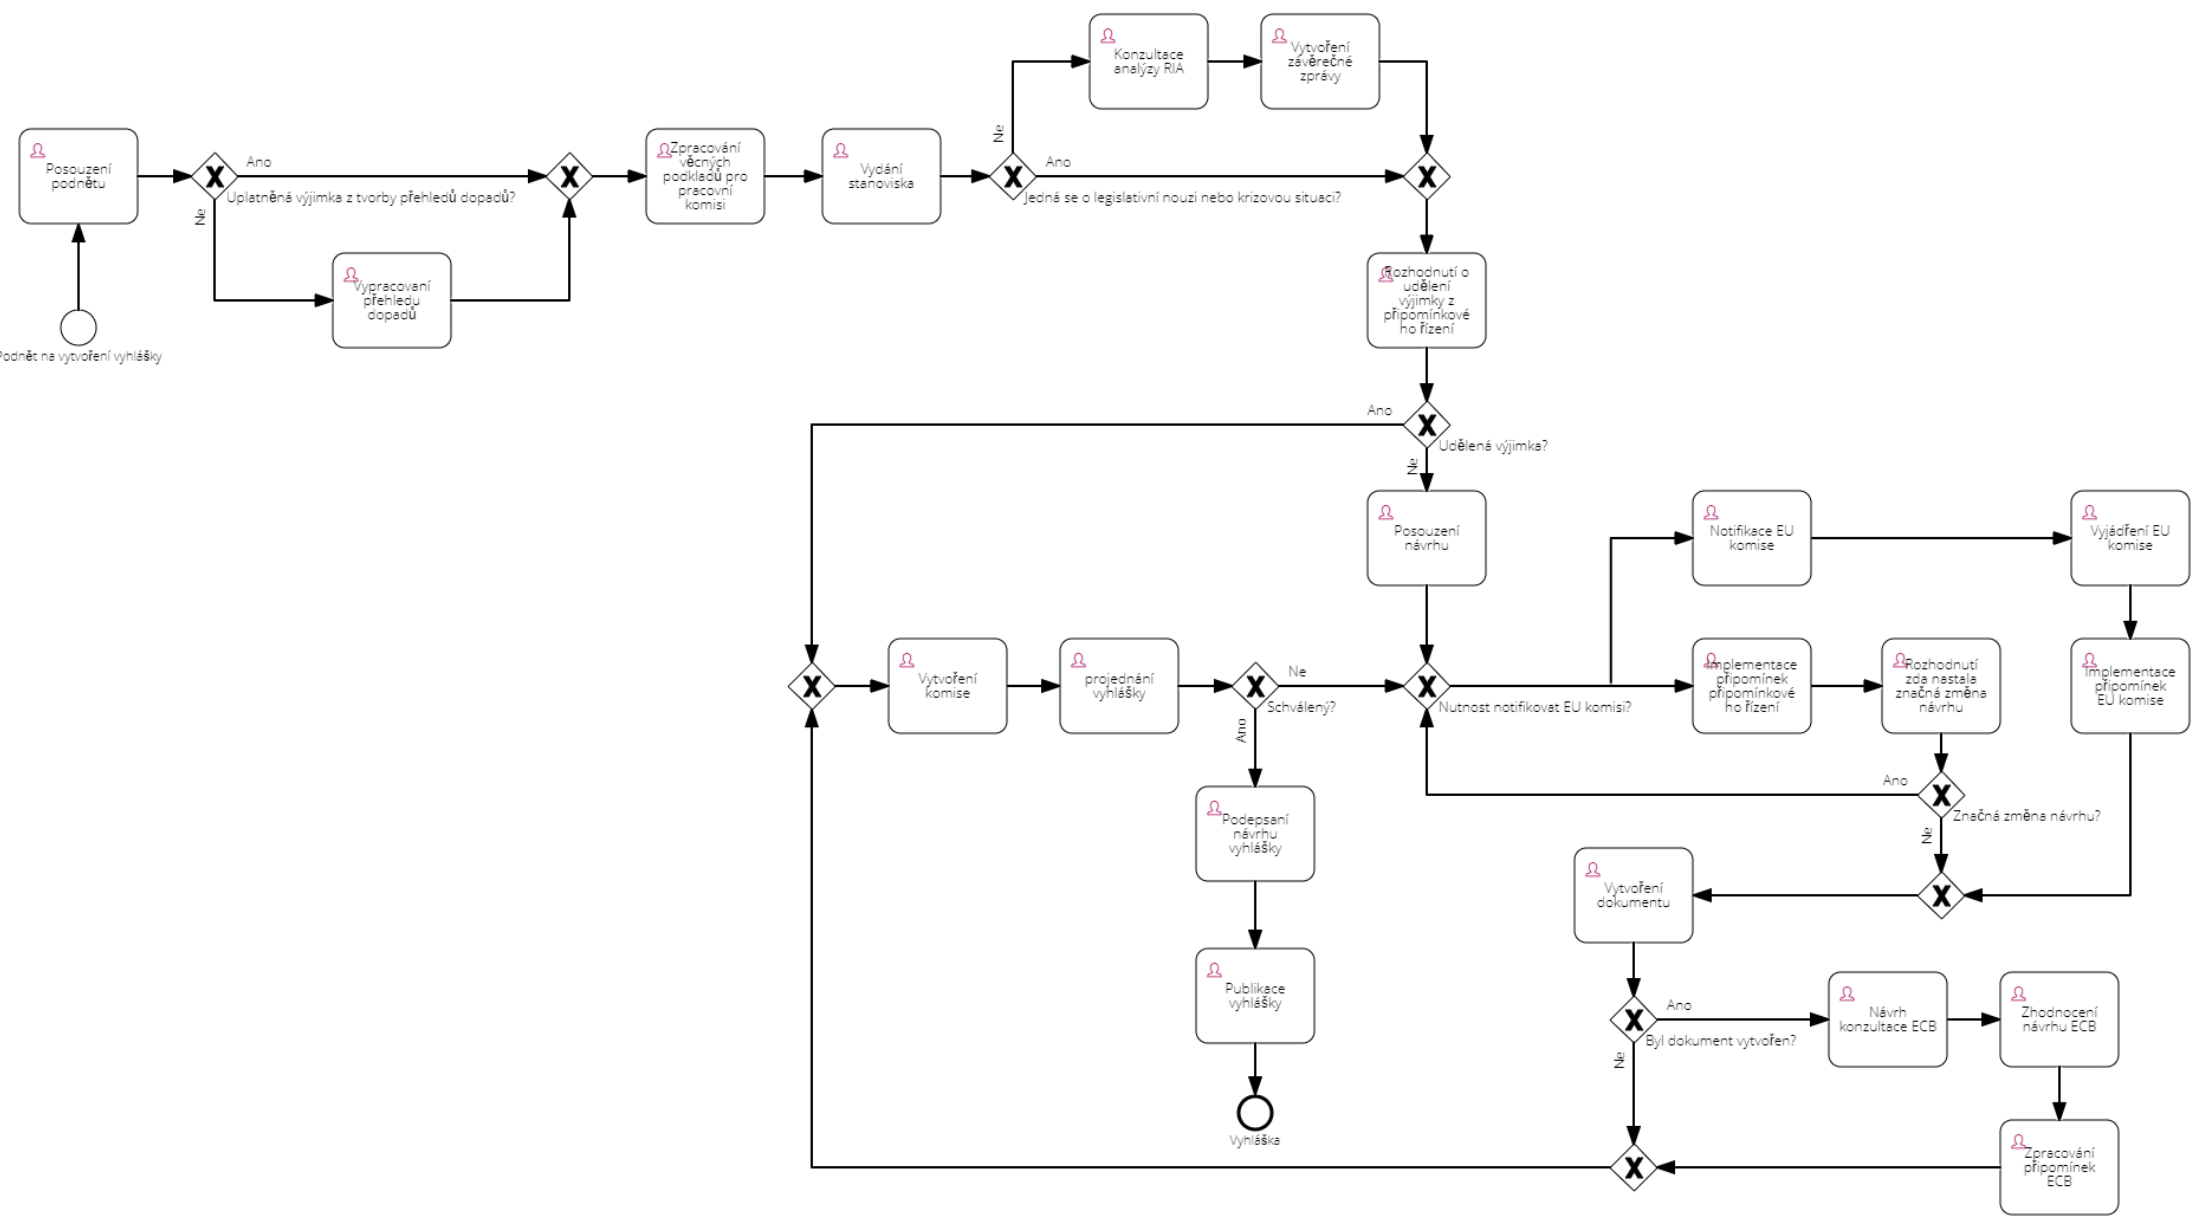 Konzultace
analýzy RIA
Vytvoření
závěrečné
zprávy
Posouzení
podnětu
Ano
Uplatněná výjimka z tvorby přehledů dopadů?
Ne
Zpracování
věcných
podkladů pro
pracovní
komisi
Vydání
stanoviska
Ne
Ano
Jedná se o legislativní nouzi nebo krizovou situaci?
Vypracovaní
přehledu
dopadů
Podnět na vytvoření vyhlášky
Rozhodnutí o
udělení
výjimky z
připomínkové
ho řízení
Ano
Udělená výjimka?
Ne
Posouzení
návrhu
Notifikace EU
komise
Vyjádření EU
komise
Vytvoření
komise
projednání
vyhlášky
Ne
Schválený?
Ano
Nutnost notifikovat EU komisi?
Implementace
připomínek
připomínkové
ho řízení
Rozhodnutí
zda nastala
značná změna
návrhu
Implementace
připomínek
EU komise
Ano
Značná změna návrhu?
Ne
Podepsaní
návrhu
vyhlášky
Vytvoření
dokumentu
Publikace
vyhlášky
Ano
Byl dokument vytvořen?
Ne
Návrh
konzultace ECB
Zhodnocení
návrhu ECB
Vyhláška
Zpracování
připomínek
ECB